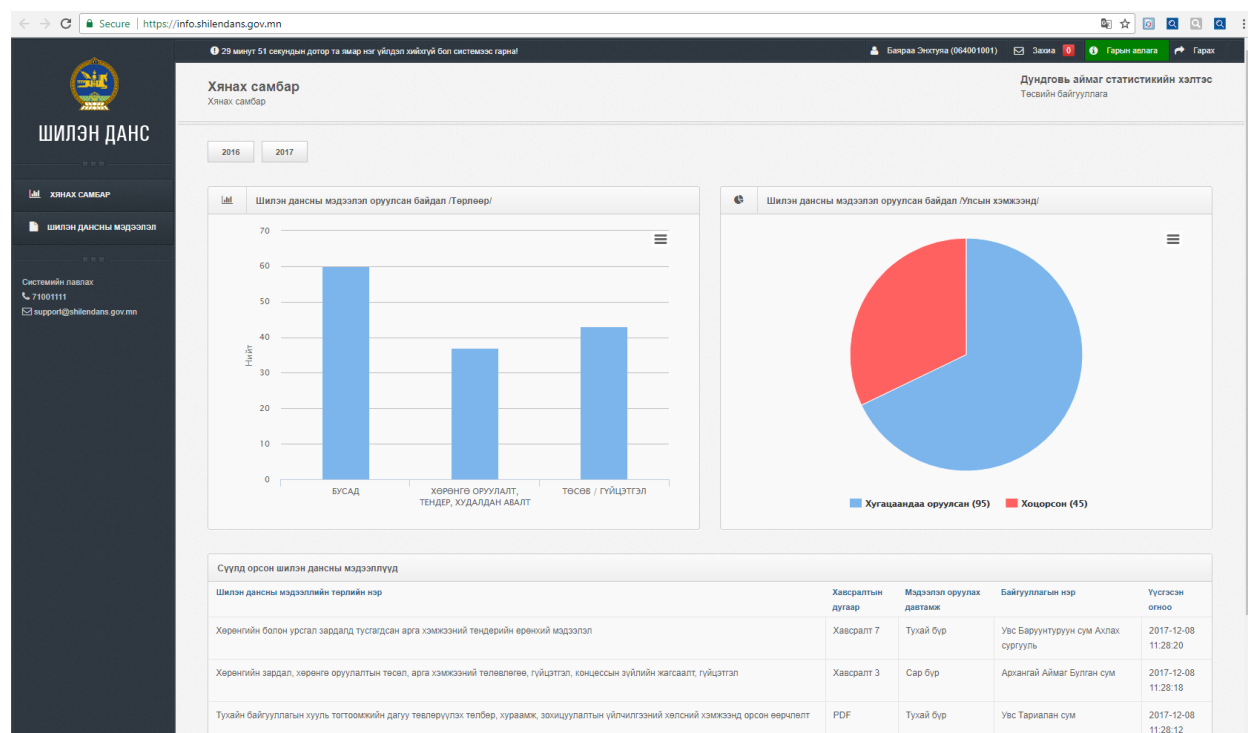 Secure | https://info.shilendans.gov.mn
29 минут 51 секундын дотор та ямар нэг үйлдэл хийхгүй бол системээс гарна!
Баяраа Энхтуяа (064001001) Захиа 0 Гарын авлага Гарах
ШИЛЭН ДАНС
ХЯНАХ САМБАР
ШИЛЭН ДАНСНЫ МЭДЭЭЛЭЛ
Системийн лавлах
71001111
support@shilendans.gov.mn
Хянах самбар
Хянах самбар
Дундговь аймаг статистикийн хэлтэс
Төсвийн байгууллага
2016 2017
Шилэн дансны мэдээлэл оруулсан байдал /Төрлөөр/
70
60
50
40
30
20
10
0
Нийт
БУСАД
ХӨРӨНГӨ ОРУУЛАЛТ,
ТЕНДЕР, ХУДАЛДАН АВАЛТ
ТӨСӨВ / ГҮЙЦЭТГЭЛ
Шилэн дансны мэдээлэл оруулсан байдал /Улсын хэмжээнд/
Хугацаандаа оруулсан (95) Хоцорсон (45)
Сүүлд орсон шилэн дансны мэдээллүүд
Шилэн дансны мэдээллийн төрлийн нэр
Хавсралтын
дугаар
Мэдээлэл оруулах
давтамж
Байгууллагын нэр
Үүсгэсэн
огноо
Хөрөнгийн болон урсгал зардалд тусгагдсан арга хэмжээний тендерийн ерөнхий мэдээлэл
Хавсралт 7
Тухай бүр
Увс Баруунтуруун сум Ахлах
сургууль
2017-12-08
11:28:20
Хөрөнгийн зардал, хөрөнгө оруулалтын төсөл, арга хэмжээний төлөвлөгөө, гүйцэтгэл, концессын зүйлийн жагсаалт, гүйцэтгэл
Хавсралт 3
Сар бүр
Архангай Аймаг Булган сум
2017-12-08
11:28:18
Тухайн байгууллагын хууль тогтоомжийн дагуу төвлөрүүлэх төлбөр, хураамж, зохицуулалтын үйлчилгээний хөлсний хэмжээнд орсон өөрчлөлт
PDF
Тухай бүр
Увс Тариалан сум
2017-12-08
11:28:12